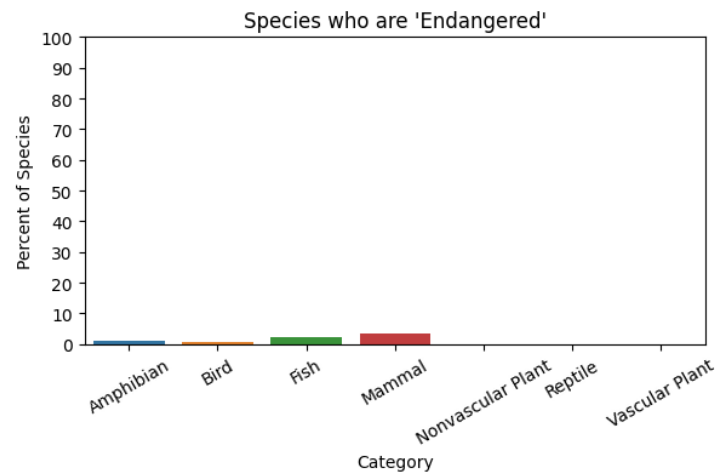 Species who are 'Endangered'
Percent of Species
100
90
80
70
60
50
40
30
20
10
0
Amphibian
Bird
Fish
Mammal
Nonvascular Plant
Reptile
Vascular Plant
Category